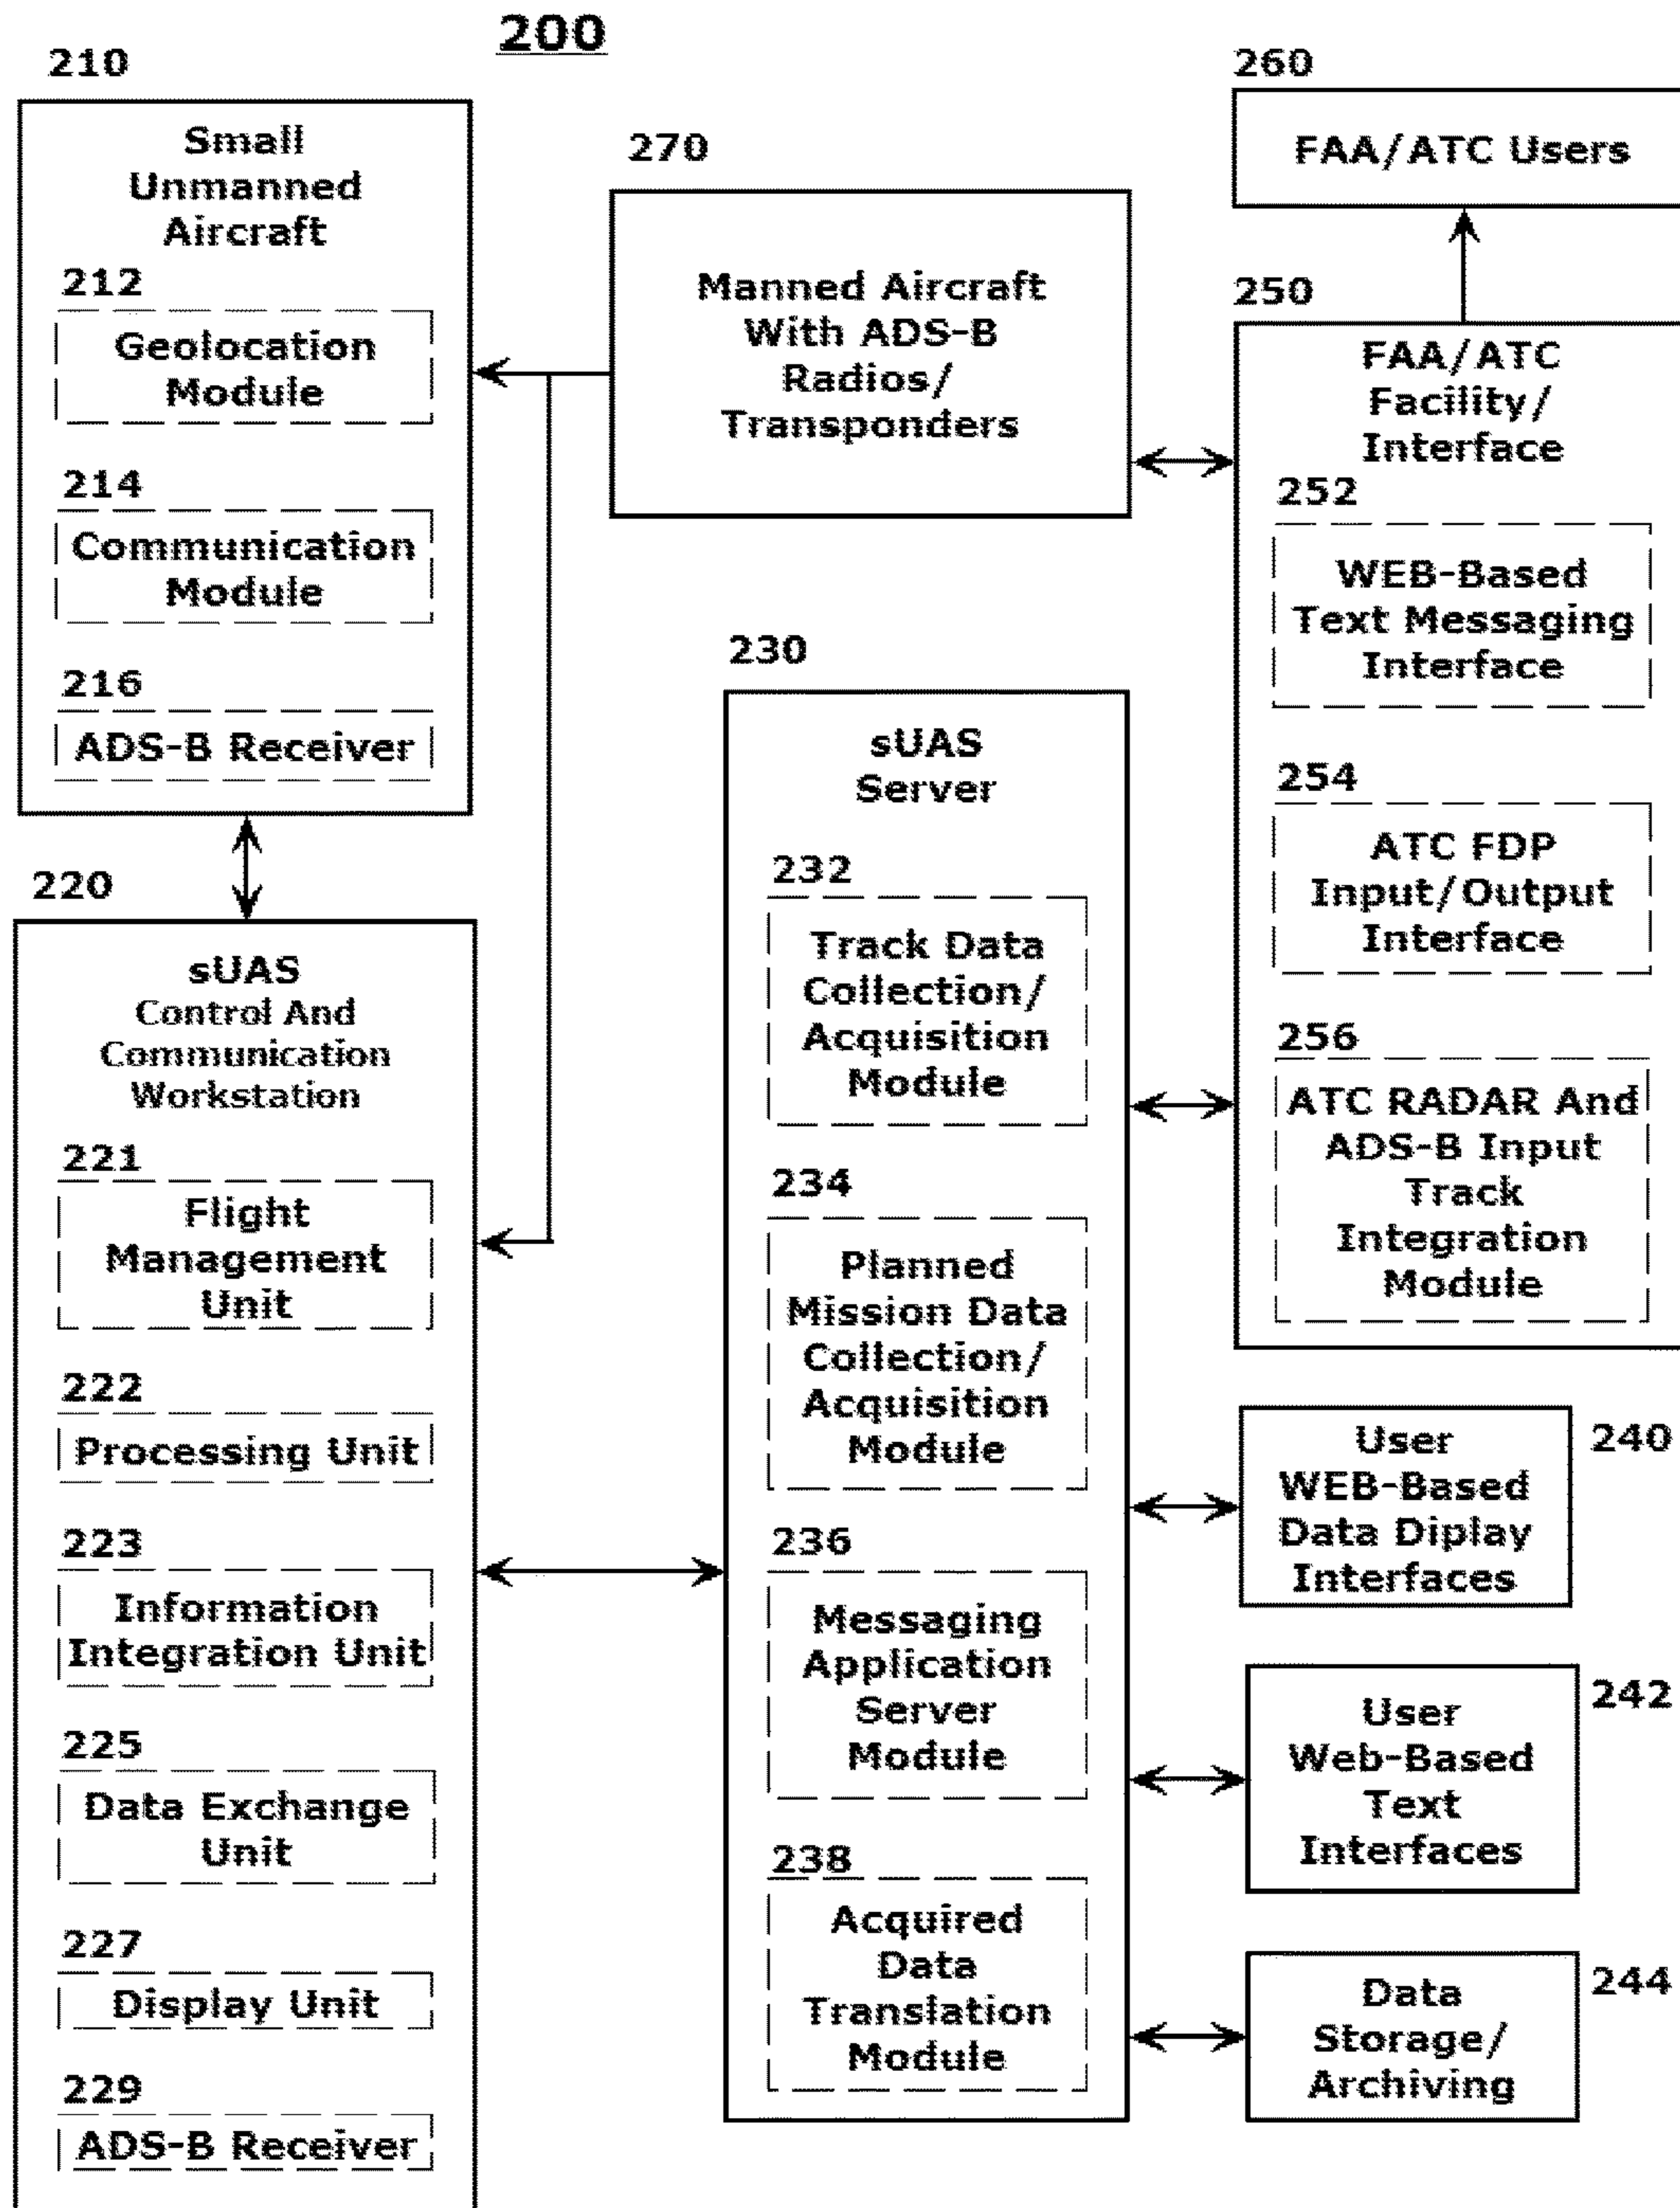 200
210
Small
Unmanned
Aircraft
212
Geolocation
Module
214
Communication
Module
216
ADS-B Receiver
220
sUAS
Control And
Communication
Workstation
221
Flight
Management
Unit
222
Processing Unit
223
Information
Integration Unit
225
Data Exchange
Unit
227
Display Unit
229
ADS-B Receiver
270
Manned Aircraft
With ADS-B
Radios/
Transponders
230
sUAS
Server
232
Track Data
Collection/
Acquisition
Module
234
Planned
Mission Data
Collection/
Acquisition
Module
236
Messaging
Application
Server
Module
238
Acquired
Data
Translation
Module
260
FAA/ATC Users
250
FAA/ATC
Facility/
Interface
252
WEB-Based
Text Messaging
Interface
254
ATC FDP
Input/Output
Interface
256
ATC RADAR And
ADS-B Input
Track
Integration
Module
240
User
WEB-Based
Data Diplay
Interfaces
242
User
Web-Based
Text
Interfaces
244
Data
Storage/
Archiving